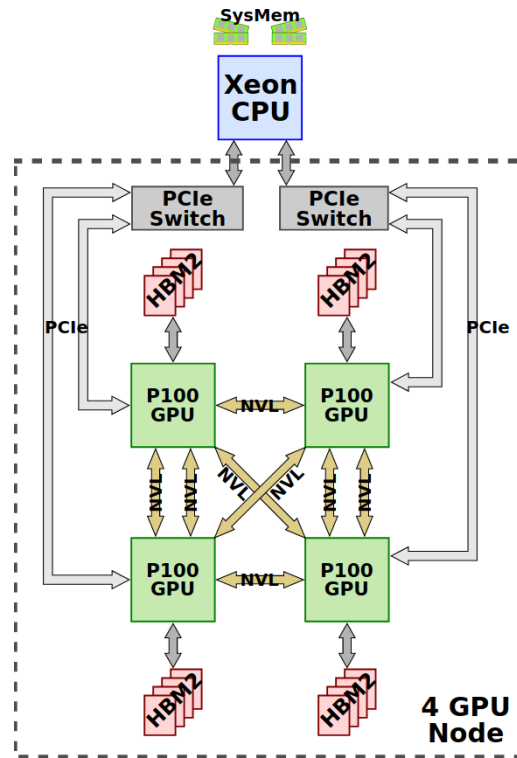 SysMem
Xeon
CPU
PCIe
Switch
PCIe
Switch
HBM2
HBM2
PCIe
PCIe
P100
GPU
NVL
P100
GPU
NVL
NVL
NVL
NVL
NVL
NVL
P100
GPU
NVL
P100
GPU
HBM2
HBM2
4 GPU
Node